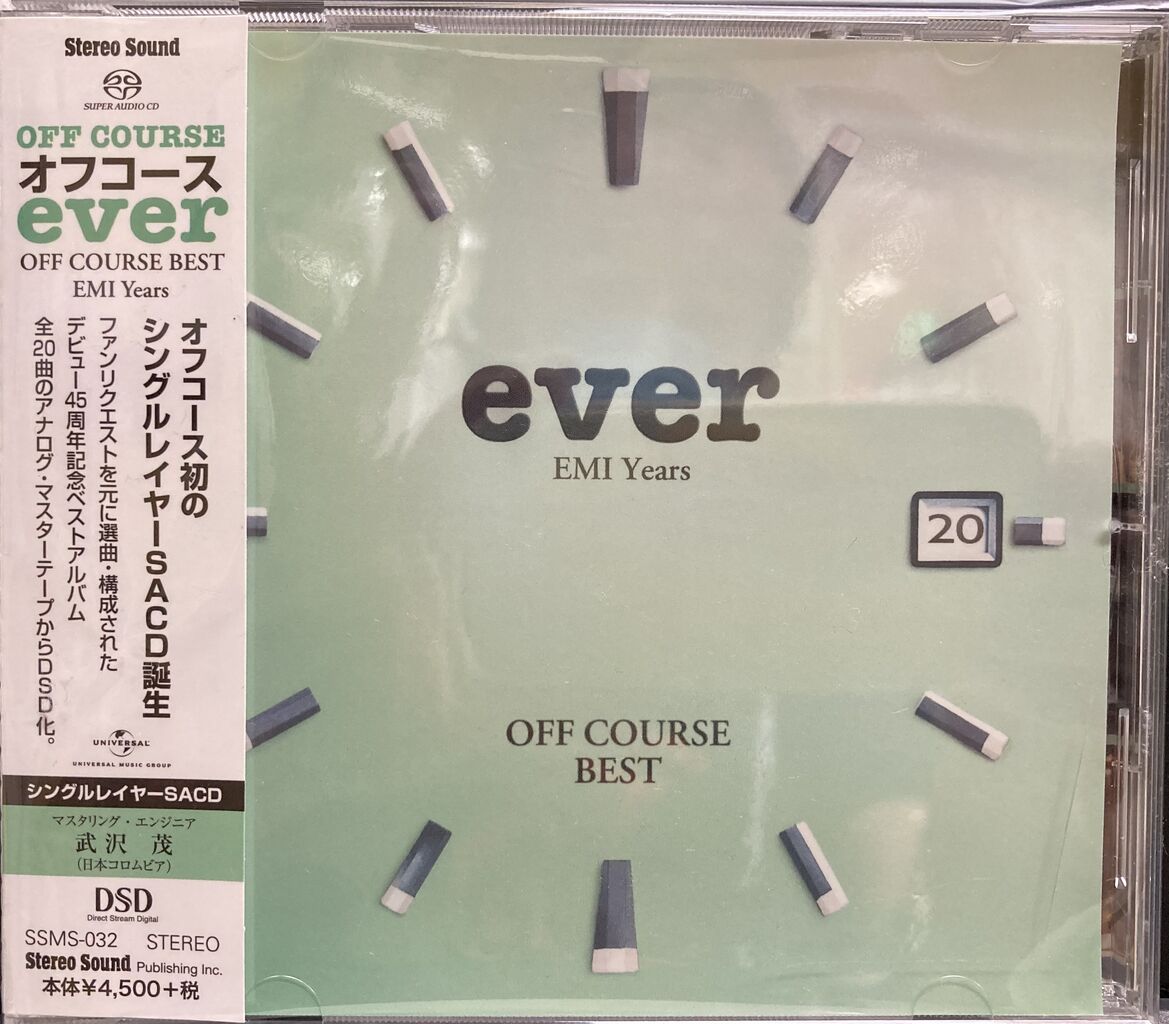 Stereo Sound
SUPER AUDIO CD
OFF COURSE
オフコース
ever
OFF COURSE BEST
EMI Years
オフコース初の
シングルレイヤーSACD誕生
ファンリクエストを元に選曲・構成された
デビュー45周年記念ベストアルバム
全20曲のアナログ・マスターテープからDSD化。
UNIVERSAL
UNIVERSAL MUSIC GROUP
シングルレイヤーSACD
マスタリング・エンジニア
武沢 茂
(日本コロムビア)
DSD
Direct Stream Digital
SSMS-032 STEREO
Stereo Sound Publishing Inc.
本体¥4,500+税
ever
EMI Years
20
OFF COURSE
BEST